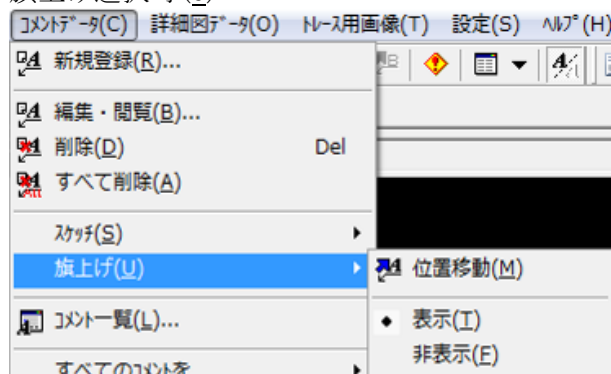 ｺﾒﾝﾄﾃﾞｰﾀ(C) 詳細図ﾃﾞｰﾀ(O) ﾄﾚｰｽ用画像(T) 設定(S) ﾍﾙﾌﾟ(H)
新規登録(R)...
編集・閲覧(B)...
削除(D) Del
すべて削除(A)
ｽｹｯﾁ(S)
旗上げ(U)
位置移動(M)
ｺﾒﾝﾄ一覧(L)...
表示(I)
非表示(F)
すべてのｺﾒﾝﾄを